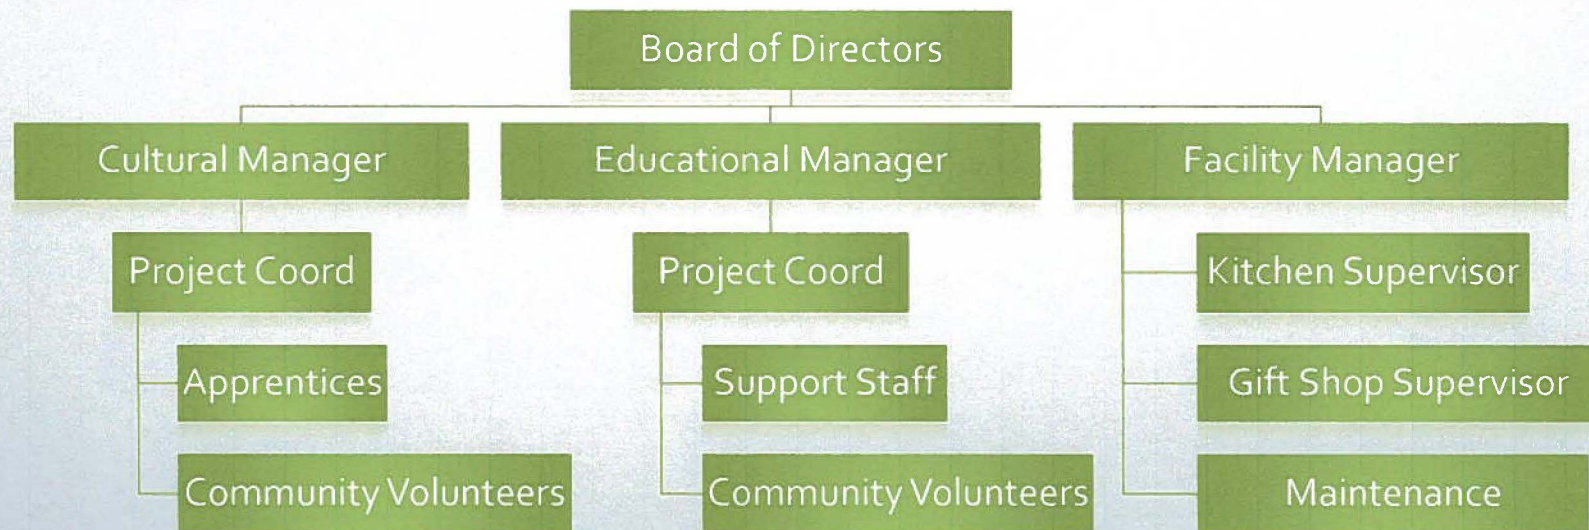 Board of Directors
Cultural Manager
Educational Manager
Facility Manager
Project Coord
Project Coord
Kitchen Supervisor
Apprentices
Support Staff
Gift Shop Supervisor
Community Volunteers
Community Volunteers
Maintenance